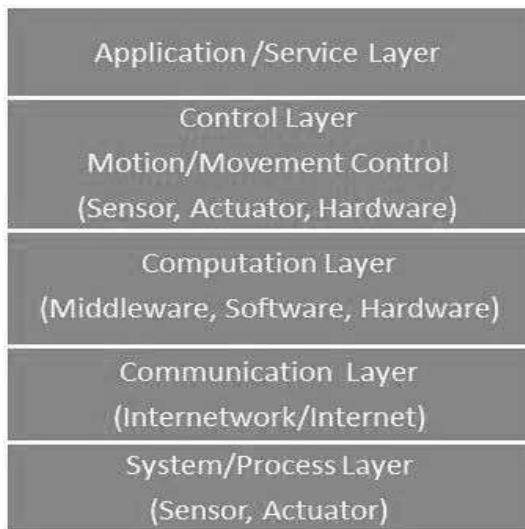 Application /Service Layer
Control Layer
Motion/Movement Control
(Sensor, Actuator, Hardware)
Computation Layer
(Middleware, Software, Hardware)
Communication Layer
(Internetwork/Internet)
System/Process Layer
(Sensor, Actuator)